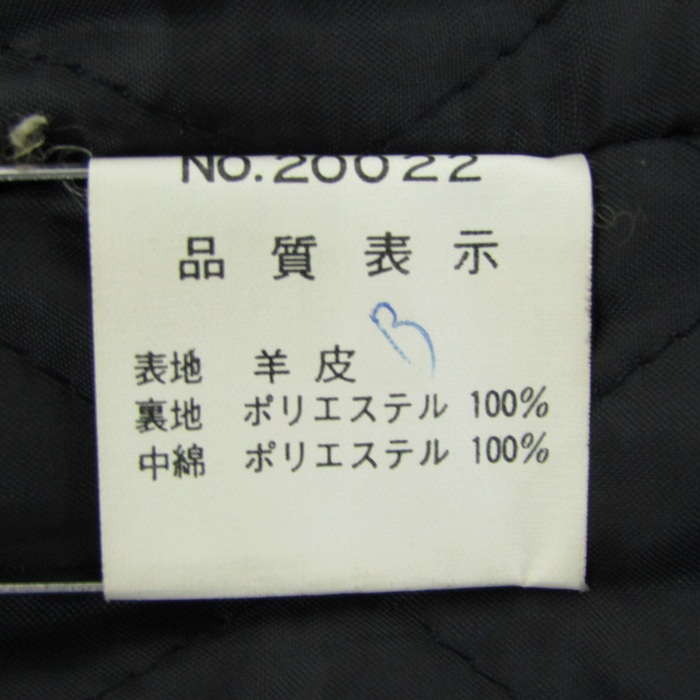 No.20022
品質表示
表地 羊皮
裏地 ポリエステル 100%
中綿 ポリエステル 100%